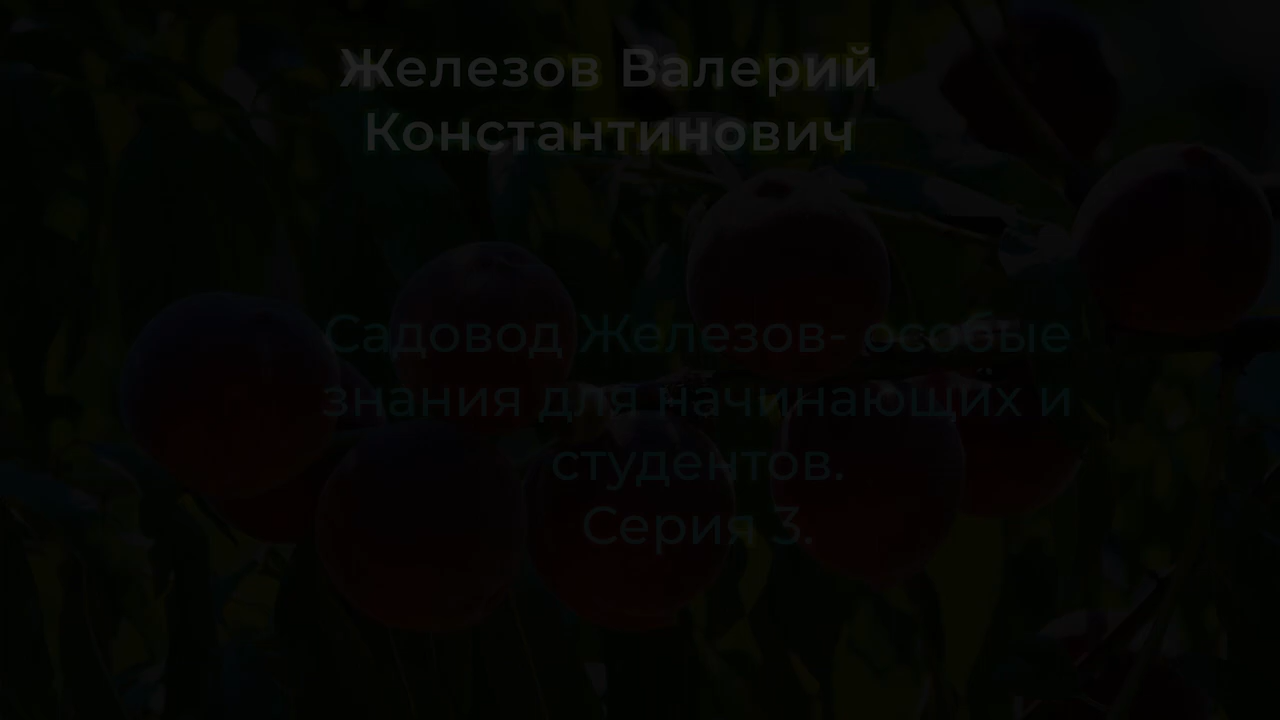 Железов Валерий
Константинович
Садовод Железов- особые
знания для начинающих и
студентов.
Серия 3.